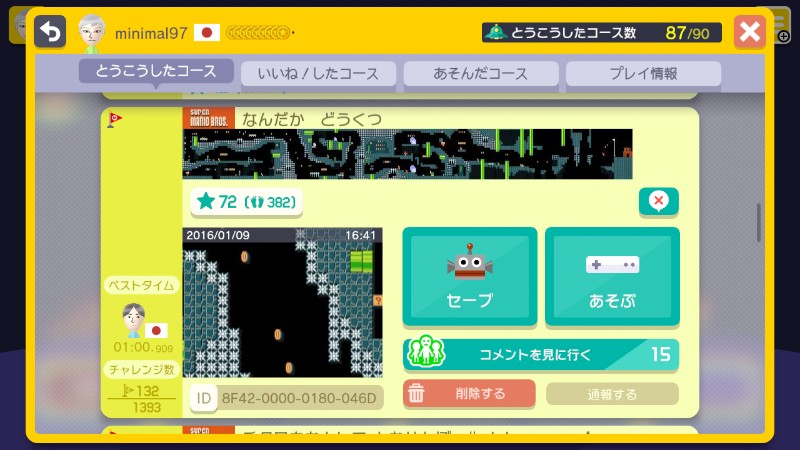 minimal97
とうこうしたコース数 87/90
とうこうしたコース
いいね!したコース
あそんだコース
プレイ情報
SUPER MARIO BROS.
なんだか どうくつ
72 (382)
2016/01/09 16:41
ベストタイム
01:00.909
チャレンジ数
132
1393
セーブ
あそぶ
コメントを見に行く 15
ID 8F42-0000-0180-046D
削除する
通報する
SUPER